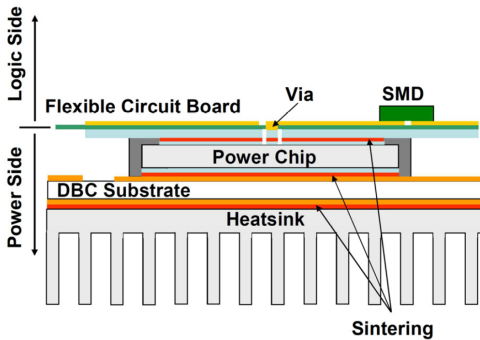 Logic Side
Power Side
Flexible Circuit Board
Via
SMD
Power Chip
DBC Substrate
Heatsink
Sintering